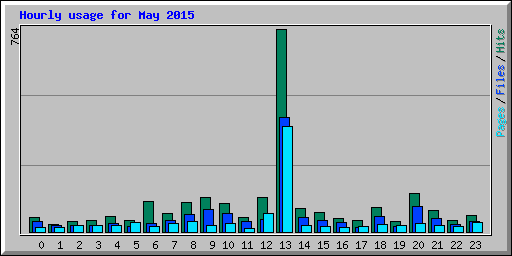 Hourly usage for May 2015
764
Pages/Files/Hits
0 1 2 3 4 5 6 7 8 9 10 11 12 13 14 15 16 17 18 19 20 21 22 23